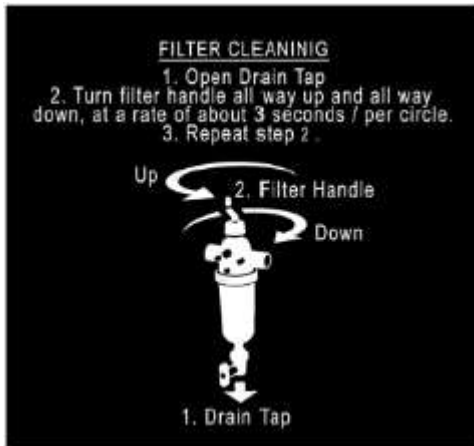 FILTER CLEANINIG
1. Open Drain Tap
2. Turn filter handle all way up and all way
down, at a rate of about 3 seconds / per circle.
3. Repeat step 2 .
Up
2. Filter Handle
Down
1. Drain Tap